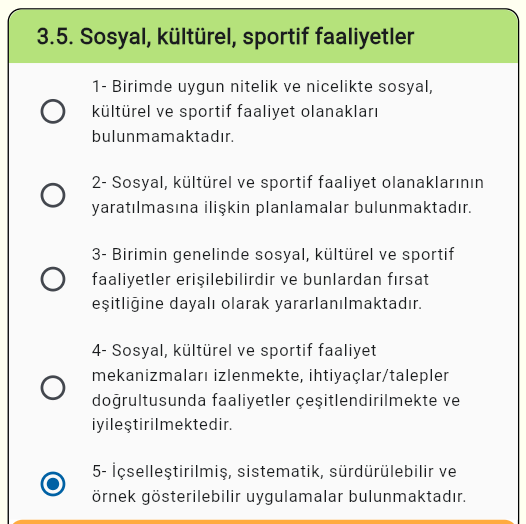 3.5. Sosyal, kültürel, sportif faaliyetler
1- Birimde uygun nitelik ve nicelikte sosyal,
kültürel ve sportif faaliyet olanakları
bulunmamaktadır.
2- Sosyal, kültürel ve sportif faaliyet olanaklarının
yaratılmasına ilişkin planlamalar bulunmaktadır.
3- Birimin genelinde sosyal, kültürel ve sportif
faaliyetler erişilebilirdir ve bunlardan fırsat
eşitliğine dayalı olarak yararlanılmaktadır.
4- Sosyal, kültürel ve sportif faaliyet
mekanizmaları izlenmekte, ihtiyaçlar/talepler
doğrultusunda faaliyetler çeşitlendirilmekte ve
iyileştirilmektedir.
5- İçselleştirilmiş, sistematik, sürdürülebilir ve
örnek gösterilebilir uygulamalar bulunmaktadır.